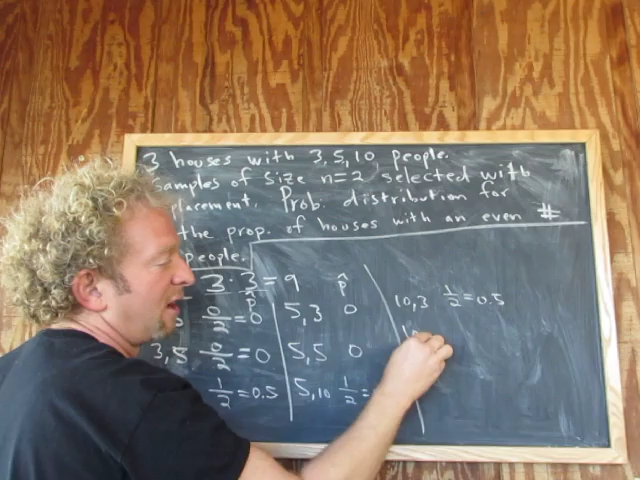 3 houses with 3,5,10 people.
Samples of size n=2 selected with
placement. Prob. distribution for
the prop. of houses with an even #
people.
3·3=9 p̂
p̂
0/2=0 5,3 0 10,3 1/2=0.5
3,5 0/2=0 5,5 0 10
1/2=0.5 5,10 1/2=